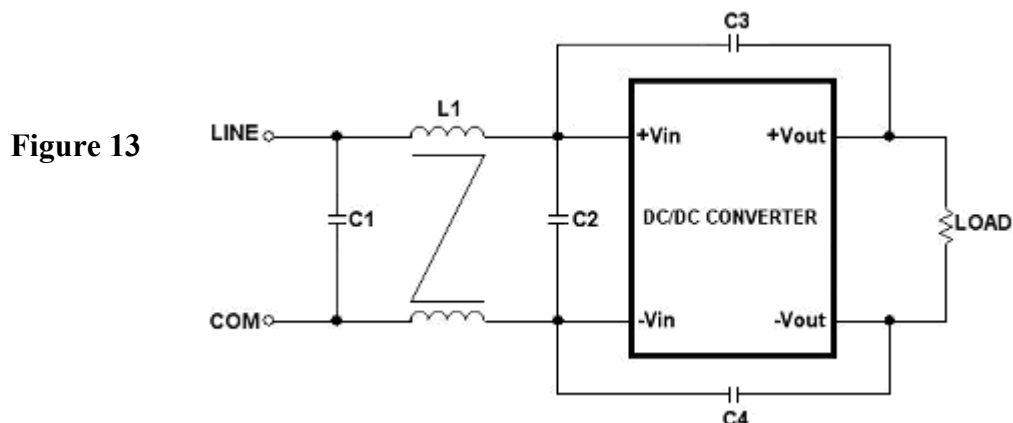 C3
L1
LINE
Figure 13
+Vin
+Vout
C1
C2
DC/DC CONVERTER
LOAD
COM
-Vin
-Vout
C4